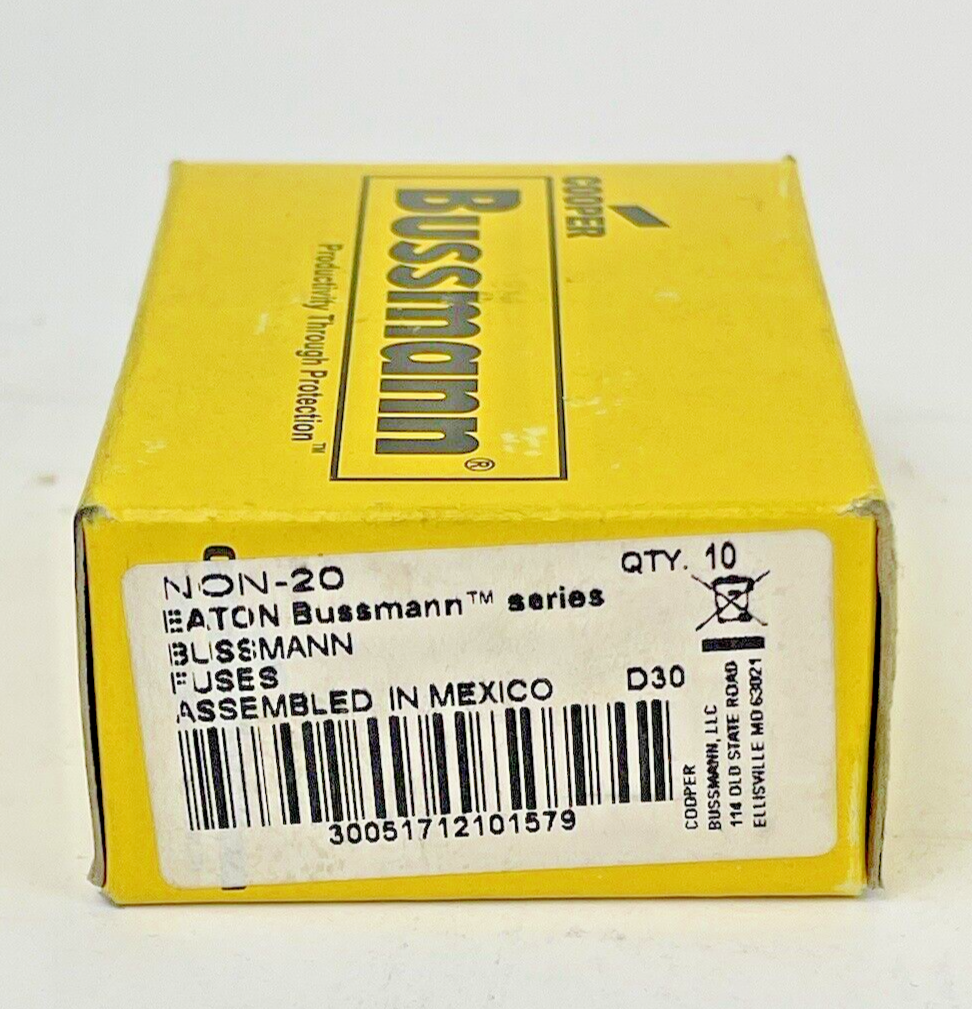 COOPER
Bussmann®
Productivity Through Protection™
NON-20
QTY. 10
EATON Bussmann™ series
BUSSMANN
FUSES
ASSEMBLED IN MEXICO
D30
30051712101579
COOPER
BUSSMANN, LLC
114 OLD STATE ROAD
ELLISVILLE MO 63021